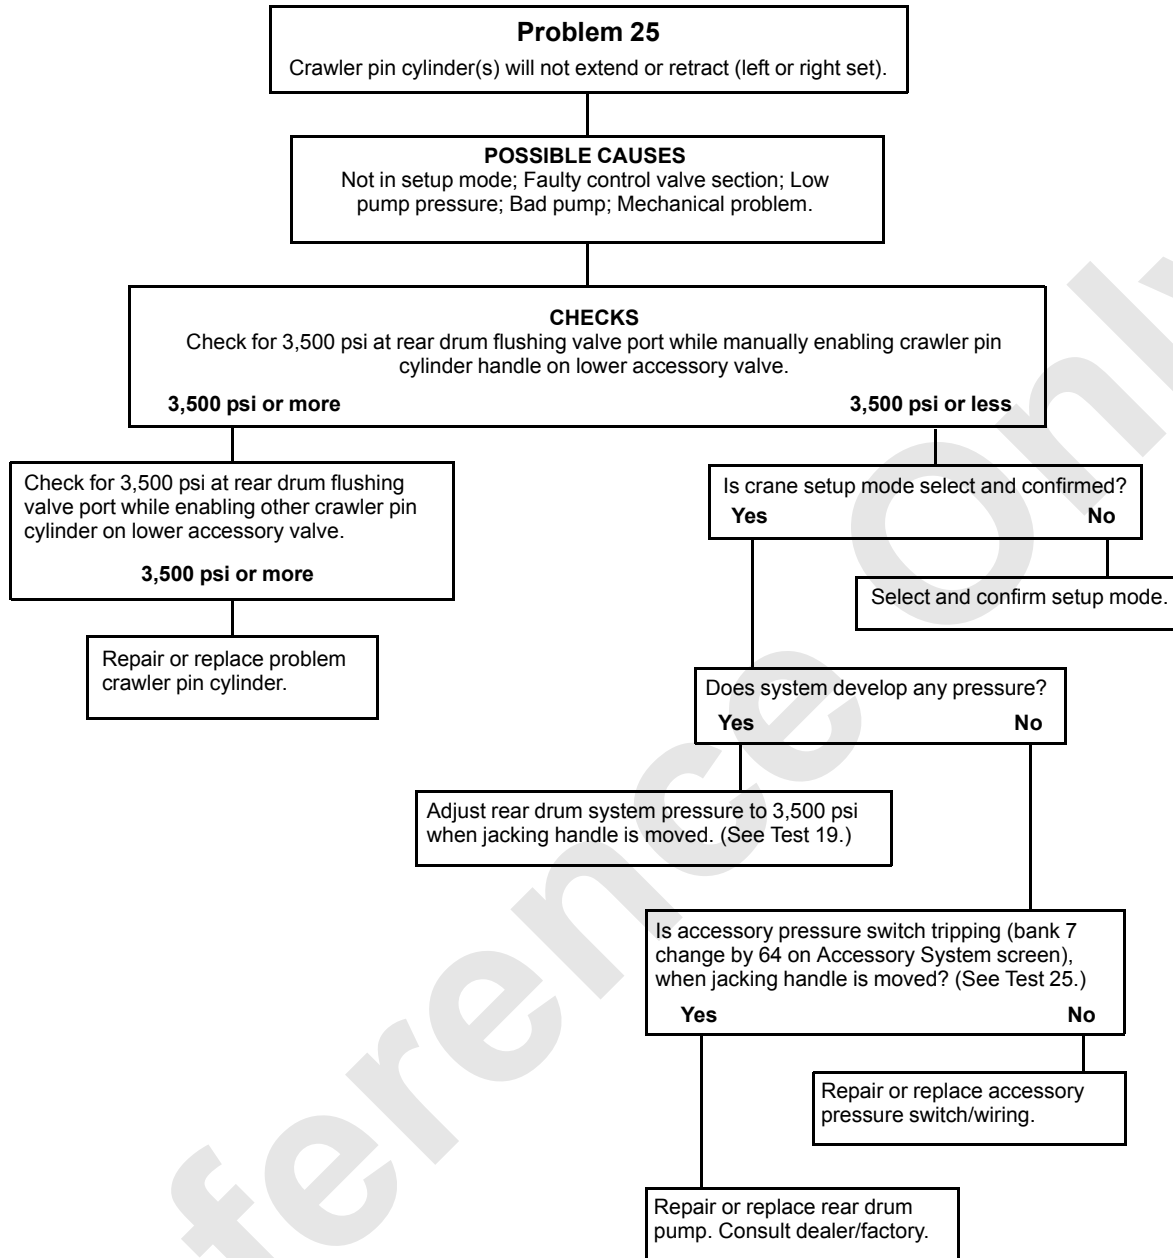 Problem 25
Crawler pin cylinder(s) will not extend or retract (left or right set).
POSSIBLE CAUSES
Not in setup mode; Faulty control valve section; Low
pump pressure; Bad pump; Mechanical problem.
CHECKS
Check for 3,500 psi at rear drum flushing valve port while manually enabling crawler pin
cylinder handle on lower accessory valve.
3,500 psi or more
3,500 psi or less
Check for 3,500 psi at rear drum flushing
valve port while enabling other crawler pin
cylinder on lower accessory valve.
3,500 psi or more
Repair or replace problem
crawler pin cylinder.
Is crane setup mode select and confirmed?
Yes No
Select and confirm setup mode.
Does system develop any pressure?
Yes No
Adjust rear drum system pressure to 3,500 psi
when jacking handle is moved. (See Test 19.)
Is accessory pressure switch tripping (bank 7
change by 64 on Accessory System screen),
when jacking handle is moved? (See Test 25.)
Yes No
Repair or replace accessory
pressure switch/wiring.
Repair or replace rear drum
pump. Consult dealer/factory.
ference Only